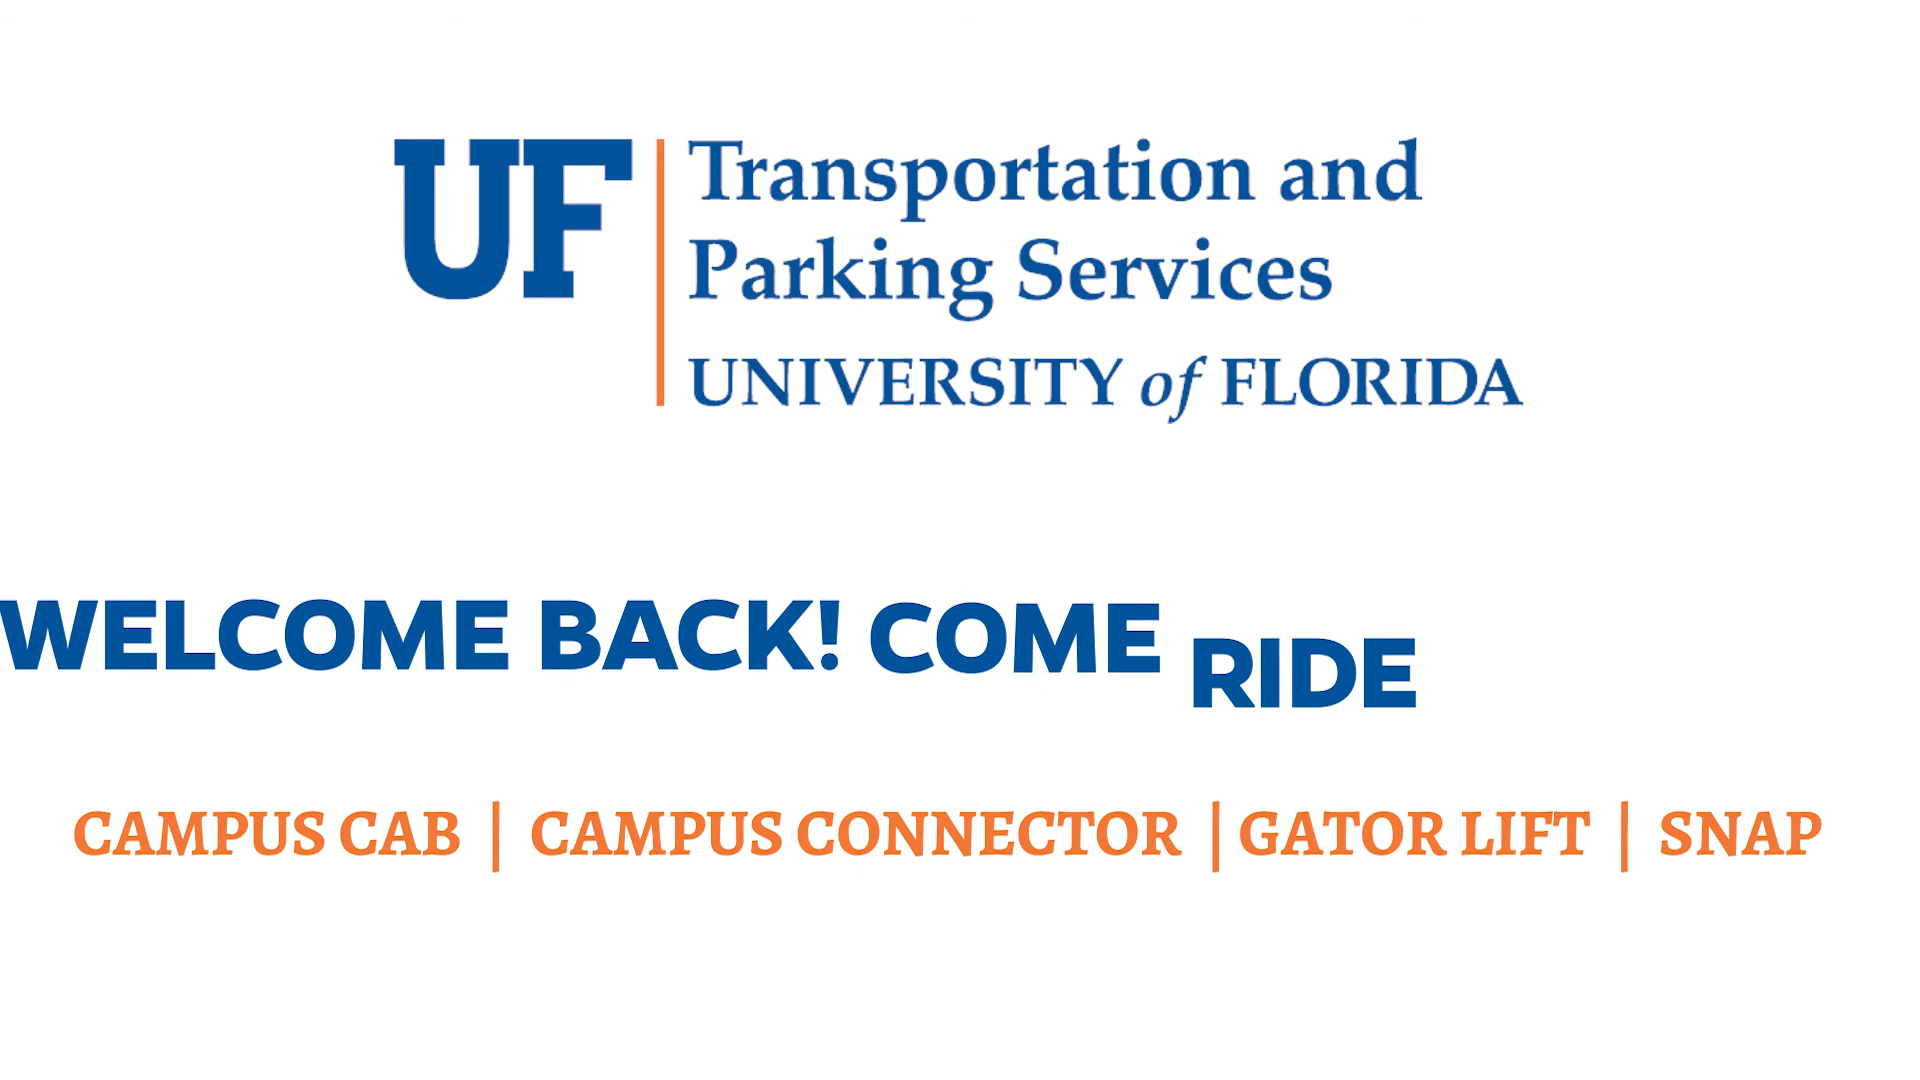 UF
Transportation and
Parking Services
UNIVERSITY of FLORIDA
WELCOME BACK! COME RIDE
CAMPUS CAB | CAMPUS CONNECTOR | GATOR LIFT | SNAP